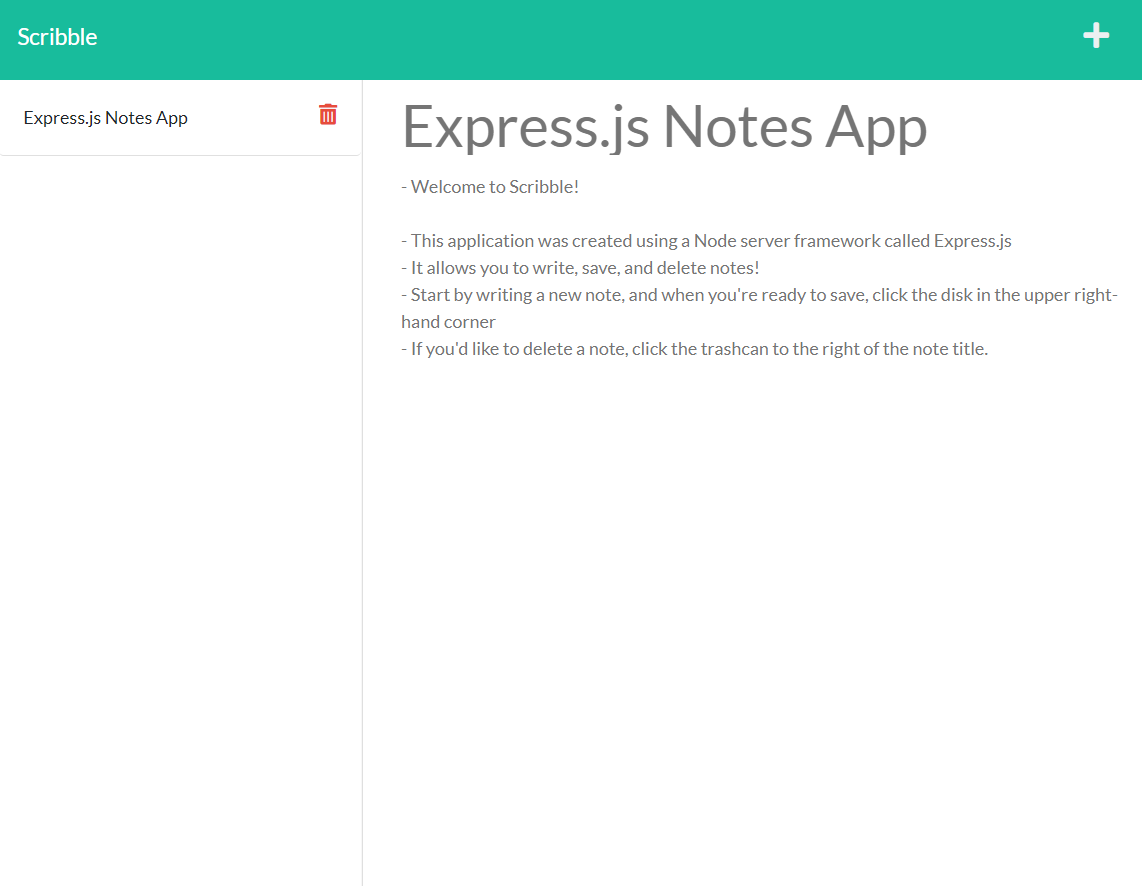 Scribble
Express.js Notes App
Express.js Notes App
- Welcome to Scribble!
- This application was created using a Node server framework called Express.js
- It allows you to write, save, and delete notes!
- Start by writing a new note, and when you're ready to save, click the disk in the upper right-
hand corner
- If you'd like to delete a note, click the trashcan to the right of the note title.